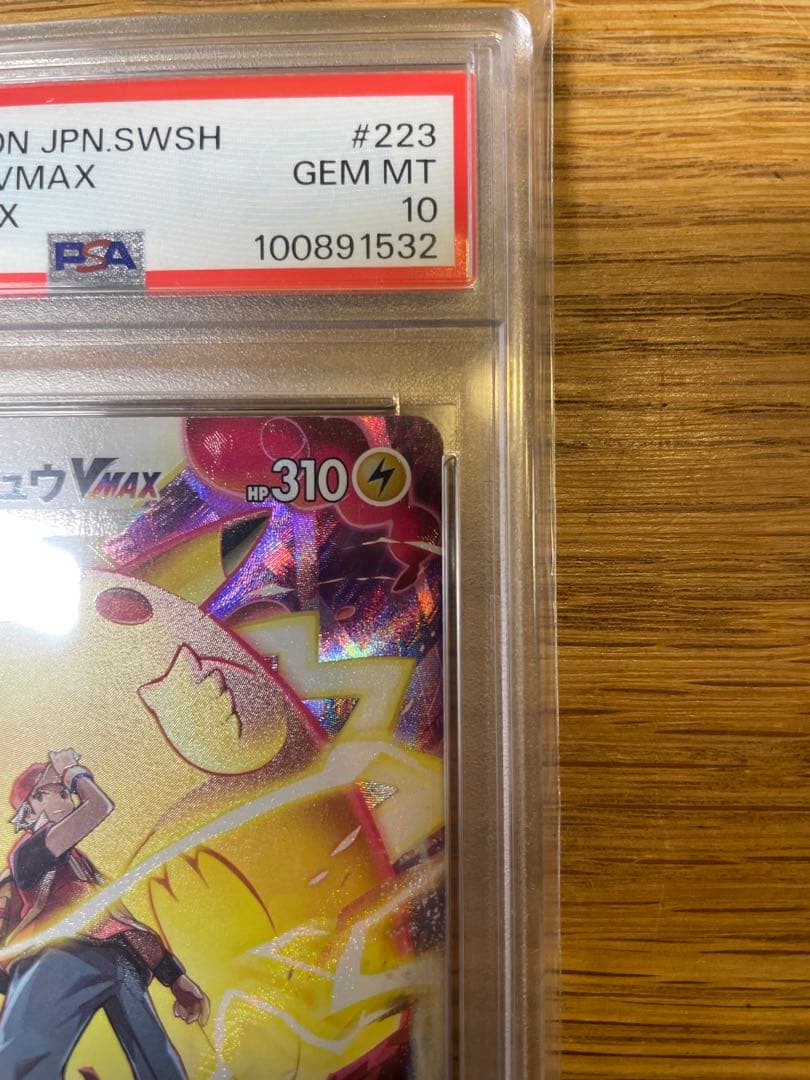 ON JPN.SWSH #223
VMAX GEM MT
X 10
PSA 100891532
ュウVMAX HP310